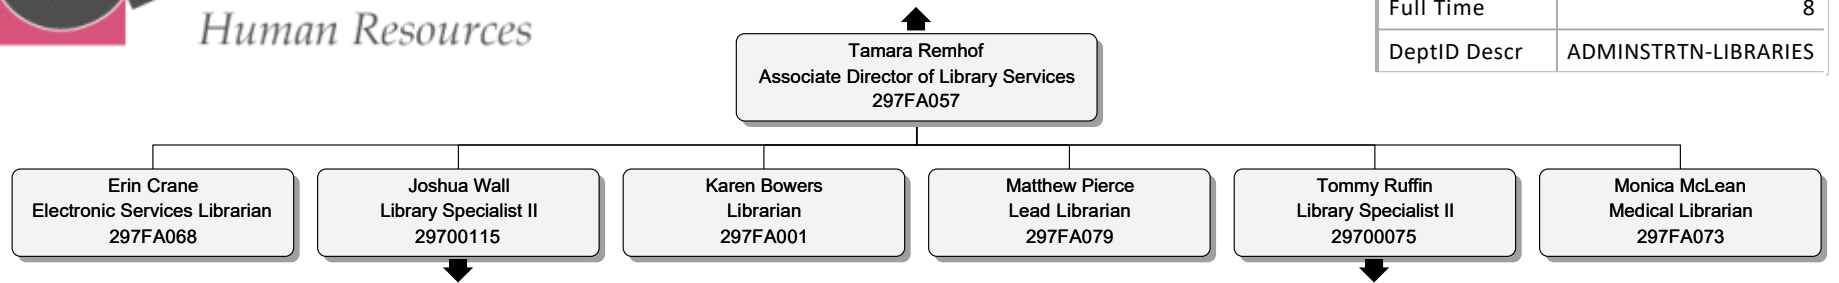 Human Resources
Full Time 8
DeptID Descr ADMINSTRTN-LIBRARIES
Tamara Remhof
Associate Director of Library Services
297FA057
Erin Crane
Electronic Services Librarian
297FA068
Joshua Wall
Library Specialist II
29700115
Karen Bowers
Librarian
297FA001
Matthew Pierce
Lead Librarian
297FA079
Tommy Ruffin
Library Specialist II
29700075
Monica McLean
Medical Librarian
297FA073